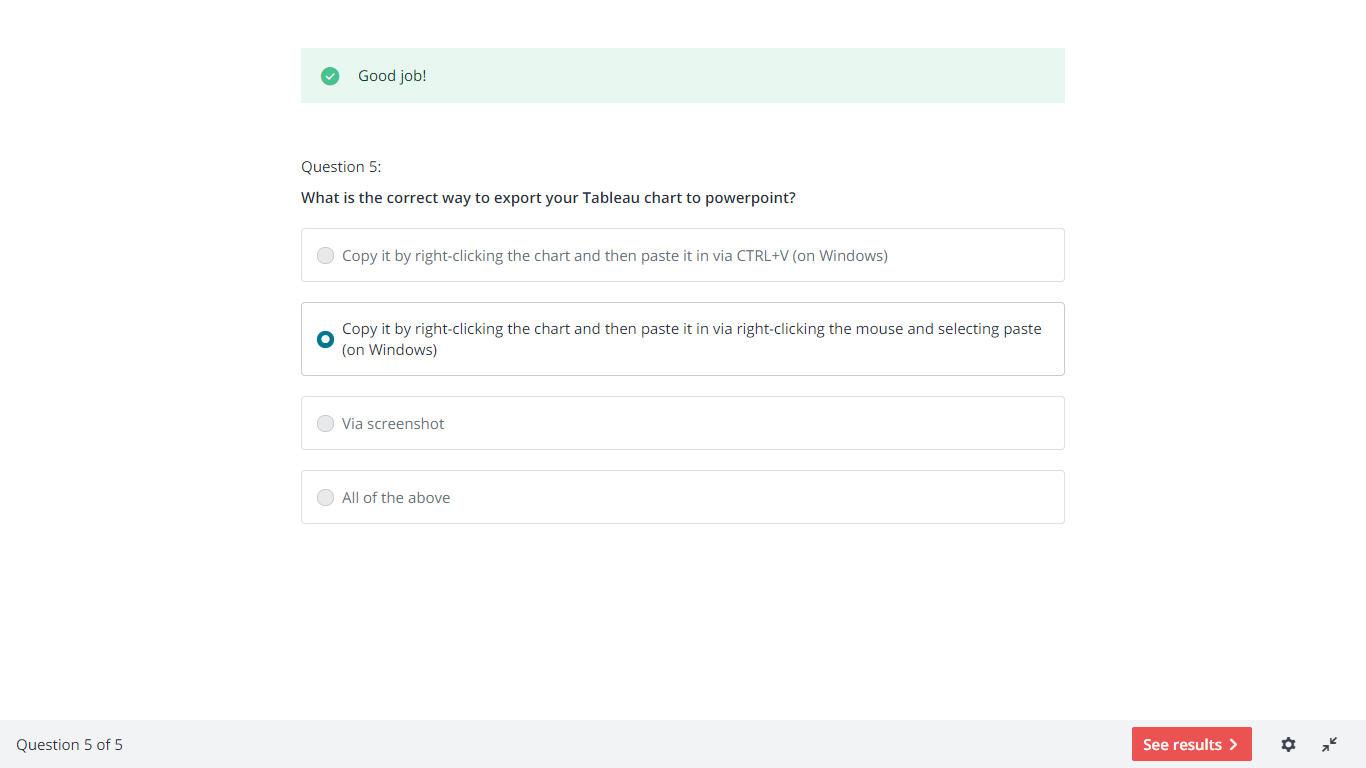 Good job!
Question 5:
What is the correct way to export your Tableau chart to powerpoint?
Copy it by right-clicking the chart and then paste it in via CTRL+V (on Windows)
Copy it by right-clicking the chart and then paste it in via right-clicking the mouse and selecting paste
(on Windows)
Via screenshot
All of the above
Question 5 of 5
See results